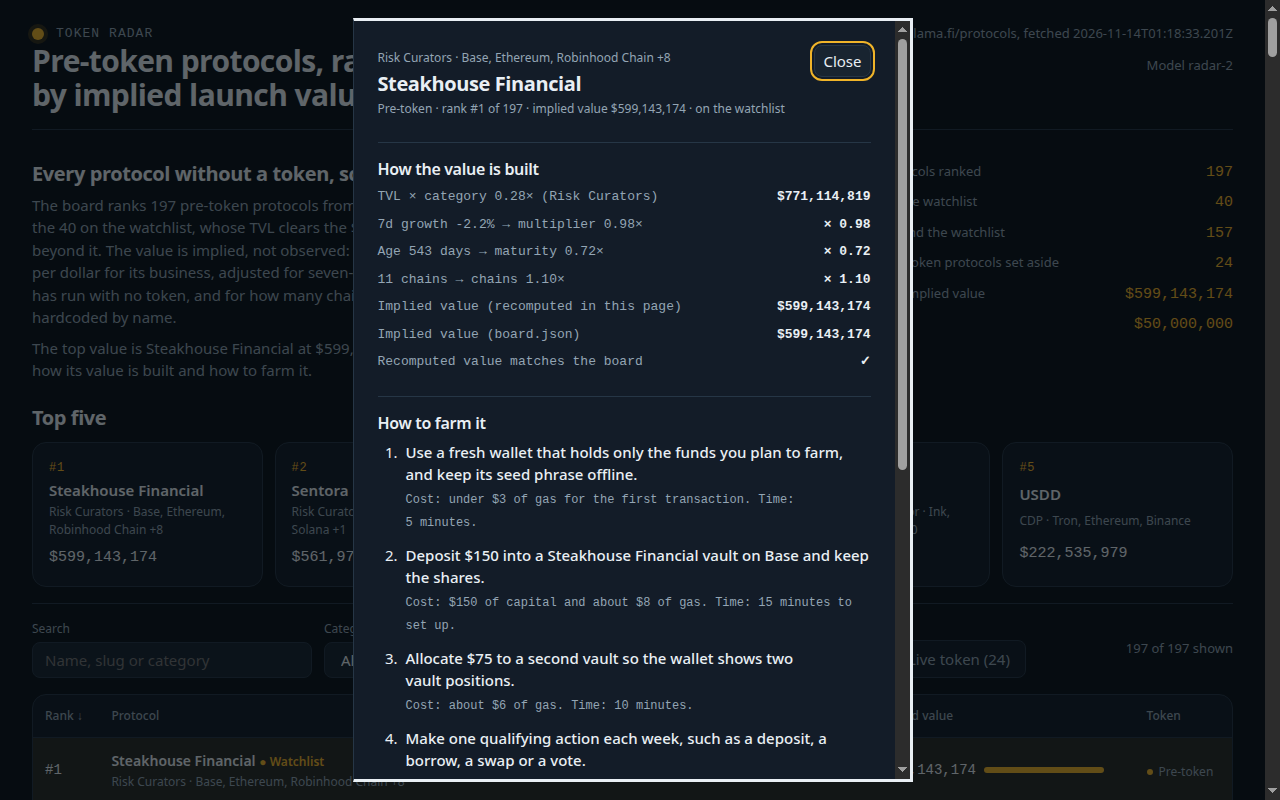 TOKEN RADAR
Pre-token protocols, ra
by implied launch valu
lama.fi/protocols, fetched 2026-11-14T01:18:33.201Z
Model radar-2
Every protocol without a token, sc
The board ranks 197 pre-token protocols from
the 40 on the watchlist, whose TVL clears the $
beyond it. The value is implied, not observed:
per dollar for its business, adjusted for seven-
has run with no token, and for how many chai
hardcoded by name.
The top value is Steakhouse Financial at $599,
how its value is built and how to farm it.
cols ranked 197
e watchlist 40
nd the watchlist 157
oken protocols set aside 24
mplied value $599,143,174
$50,000,000
Top five
#1
Steakhouse Financial
Risk Curators · Base, Ethereum,
Robinhood Chain +8
$599,143,174
#2
Sentora
Risk Curato
Solana +1
$561,97
r · Ink,
#5
USDD
CDP · Tron, Ethereum, Binance
$222,535,979
Search
Name, slug or category
Categ
Al
Live token (24)
197 of 197 shown
Rank ↓ Protocol d value Token
#1 Steakhouse Financial ● Watchlist 143,174 ● Pre-token
Risk Curators · Base, Ethereum, Robinhood Chain +8
Risk Curators · Base, Ethereum, Robinhood Chain +8
Close
Steakhouse Financial
Pre-token · rank #1 of 197 · implied value $599,143,174 · on the watchlist
How the value is built
TVL × category 0.28× (Risk Curators) $771,114,819
7d growth -2.2% → multiplier 0.98× × 0.98
Age 543 days → maturity 0.72× × 0.72
11 chains → chains 1.10× × 1.10
Implied value (recomputed in this page) $599,143,174
Implied value (board.json) $599,143,174
Recomputed value matches the board ✓
How to farm it
1. Use a fresh wallet that holds only the funds you plan to farm,
and keep its seed phrase offline.
Cost: under $3 of gas for the first transaction. Time:
5 minutes.
2. Deposit $150 into a Steakhouse Financial vault on Base and keep
the shares.
Cost: $150 of capital and about $8 of gas. Time: 15 minutes to
set up.
3. Allocate $75 to a second vault so the wallet shows two
vault positions.
Cost: about $6 of gas. Time: 10 minutes.
4. Make one qualifying action each week, such as a deposit, a
borrow, a swap or a vote.